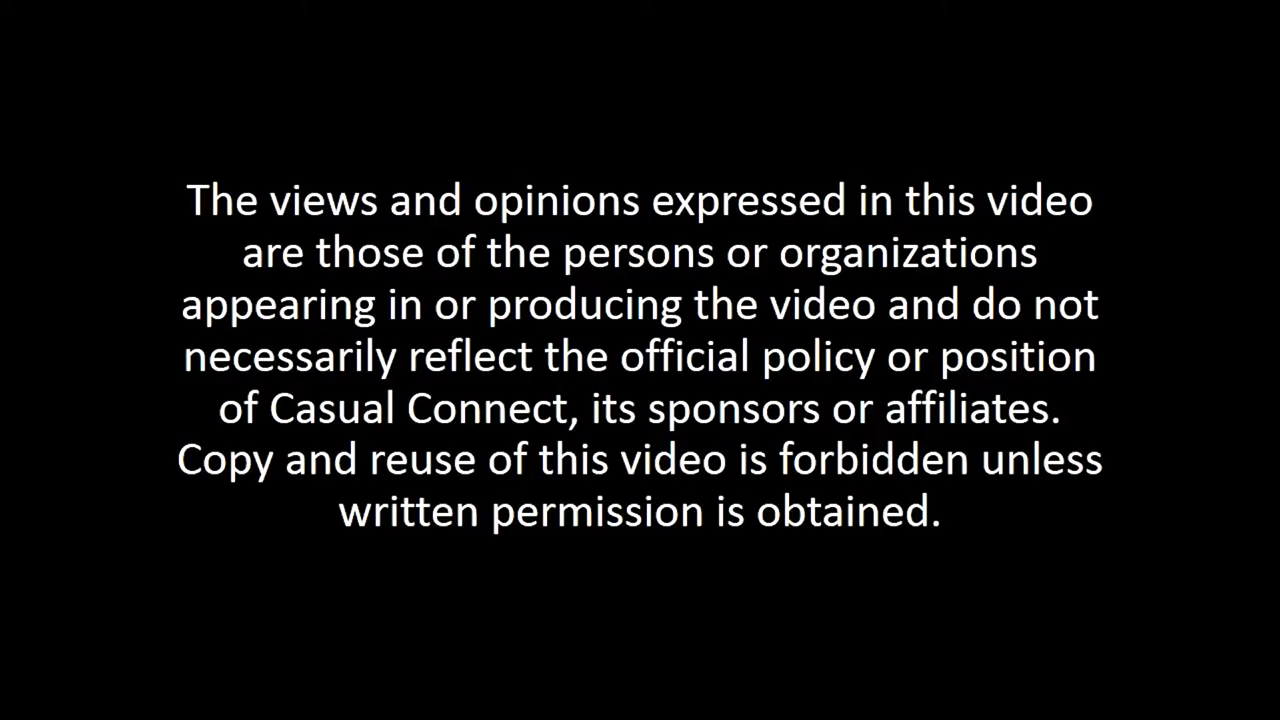 The views and opinions expressed in this video
are those of the persons or organizations
appearing in or producing the video and do not
necessarily reflect the official policy or position
of Casual Connect, its sponsors or affiliates.
Copy and reuse of this video is forbidden unless
written permission is obtained.